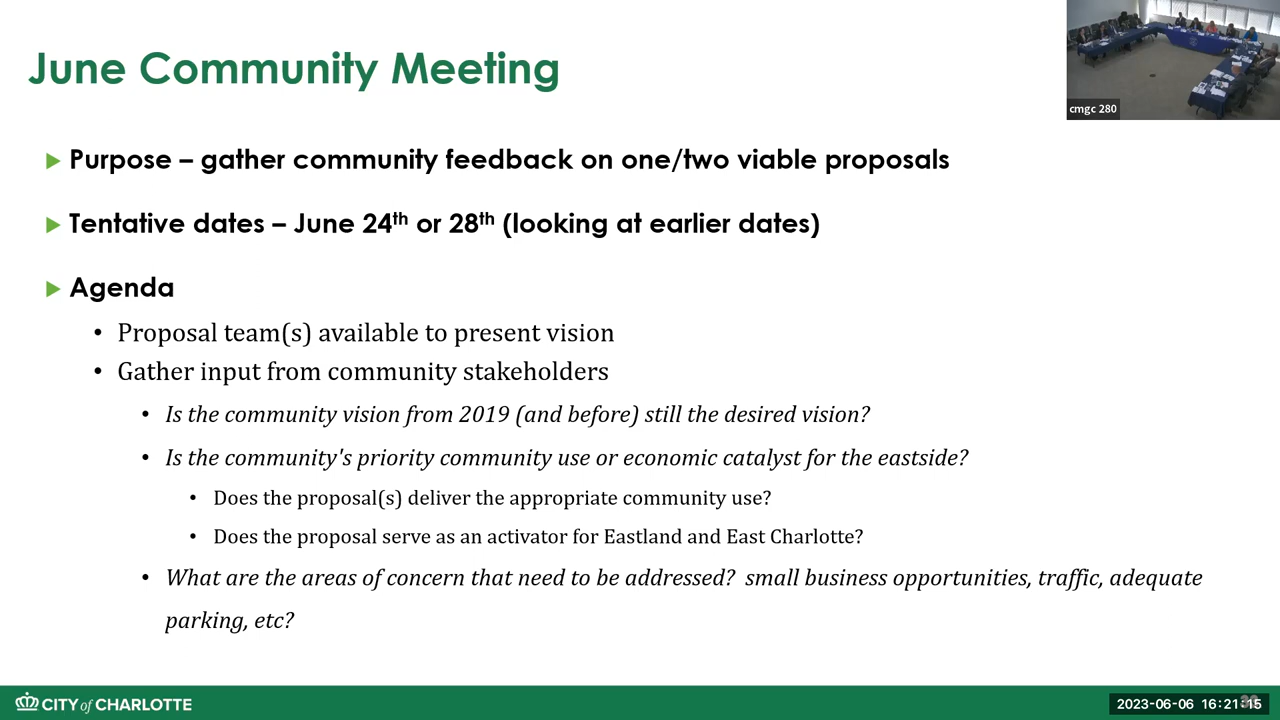 June Community Meeting
cmgc 280
Purpose – gather community feedback on one/two viable proposals
Tentative dates – June 24th or 28th (looking at earlier dates)
Agenda
Proposal team(s) available to present vision
Gather input from community stakeholders
Is the community vision from 2019 (and before) still the desired vision?
Is the community's priority community use or economic catalyst for the eastside?
Does the proposal(s) deliver the appropriate community use?
Does the proposal serve as an activator for Eastland and East Charlotte?
What are the areas of concern that need to be addressed?  small business opportunities, traffic, adequate
parking, etc?
CITY of CHARLOTTE
2023-06-06 16:21:15